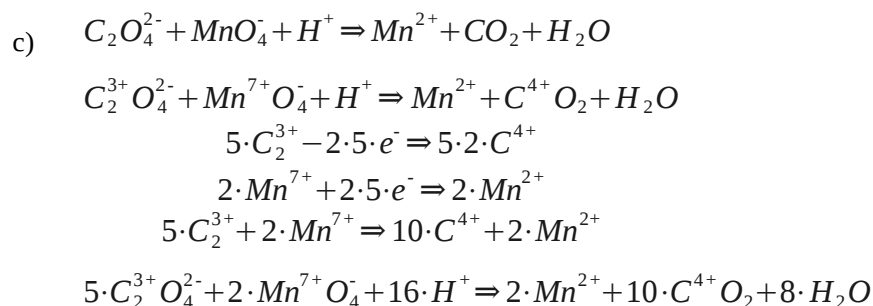 c) C₂O₄²⁻ + MnO₄⁻ + H⁺ ⇒ Mn²⁺ + CO₂ + H₂O
C₂³⁺O₄²⁻ + Mn⁷⁺O₄⁻ + H⁺ ⇒ Mn²⁺ + C⁴⁺O₂ + H₂O
5·C₂³⁺ − 2·5·e⁻ ⇒ 5·2·C⁴⁺
2·Mn⁷⁺ + 2·5·e⁻ ⇒ 2·Mn²⁺
5·C₂³⁺ + 2·Mn⁷⁺ ⇒ 10·C⁴⁺ + 2·Mn²⁺
5·C₂³⁺O₄²⁻ + 2·Mn⁷⁺O₄⁻ + 16·H⁺ ⇒ 2·Mn²⁺ + 10·C⁴⁺O₂ + 8·H₂O